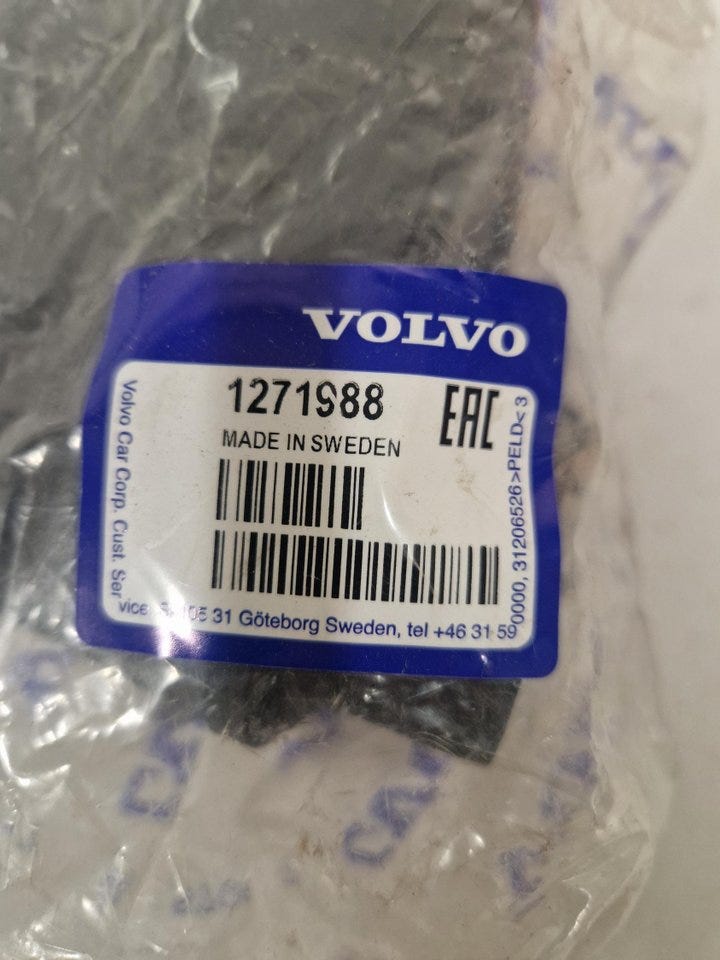 VOLVO
1271988
EAC
MADE IN SWEDEN
Volvo Car Corp. Cust. Ser
vice, 05 31 Göteborg Sweden, tel +46 31 59
0000, 31206526 >PELD< 3